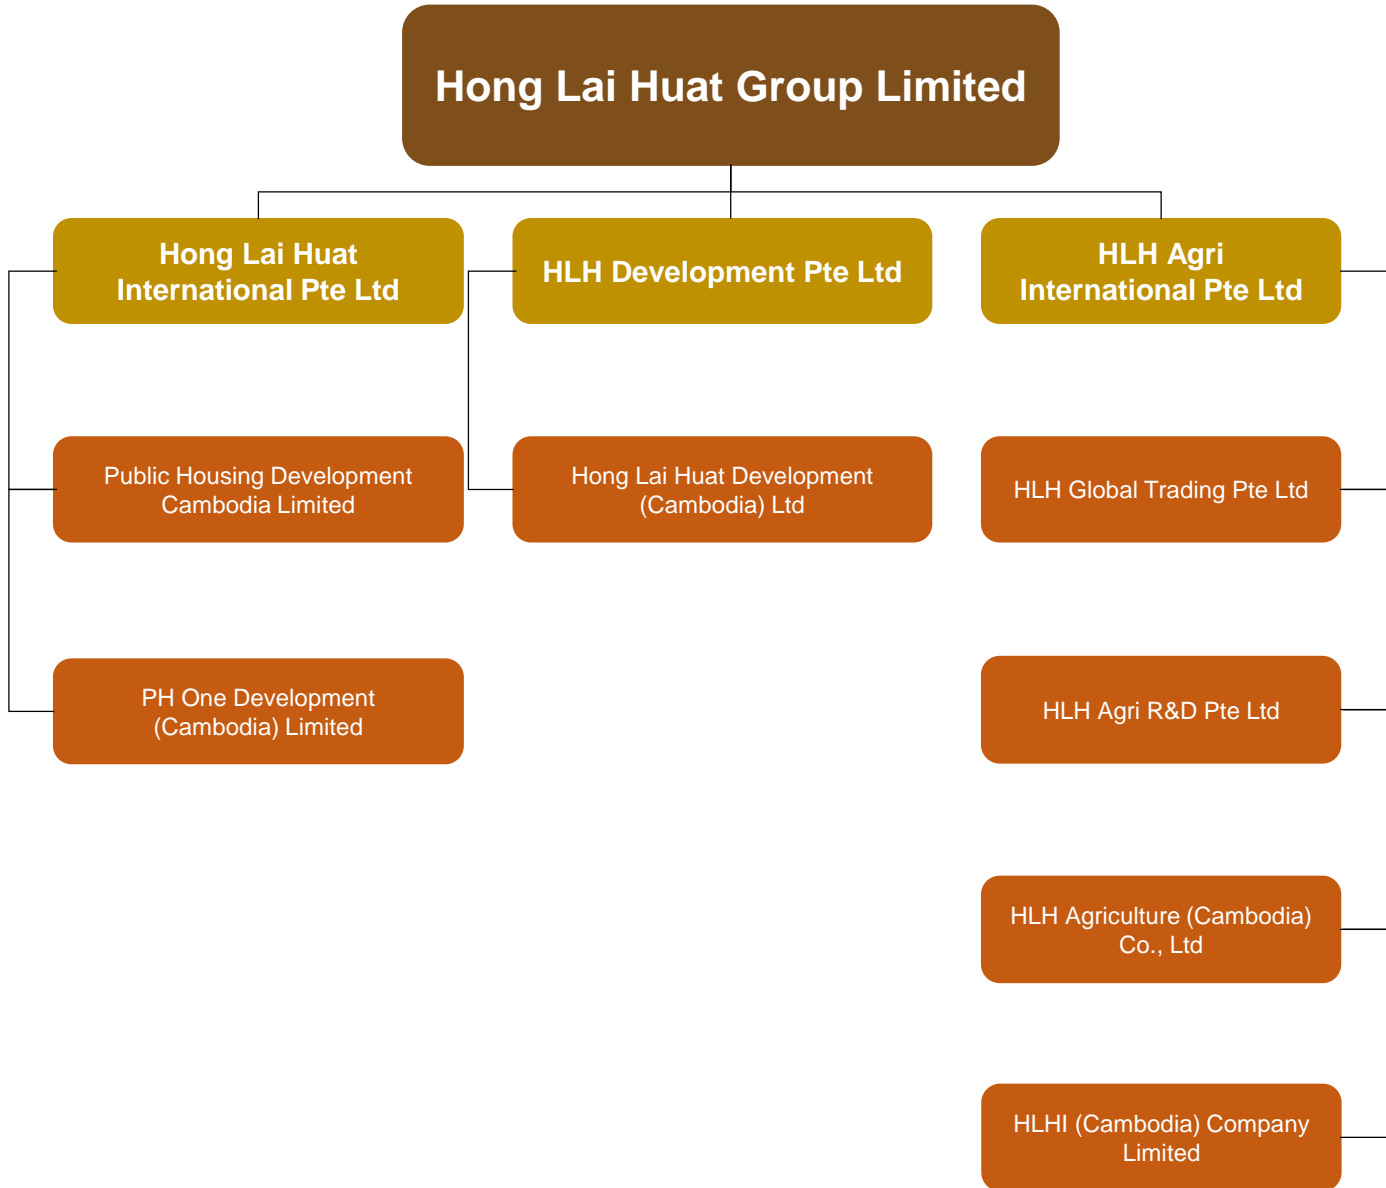 Hong Lai Huat Group Limited
Hong Lai Huat
International Pte Ltd
HLH Development Pte Ltd
HLH Agri
International Pte Ltd
Public Housing Development
Cambodia Limited
Hong Lai Huat Development
(Cambodia) Ltd
HLH Global Trading Pte Ltd
PH One Development
(Cambodia) Limited
HLH Agri R&D Pte Ltd
HLH Agriculture (Cambodia)
Co., Ltd
HLHI (Cambodia) Company
Limited